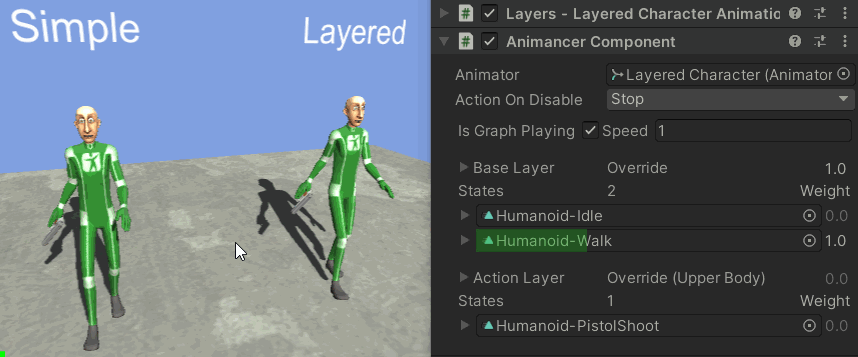 Simple
Layered
Layers - Layered Character Animatio
Animancer Component
Animator Layered Character (Animator
Action On Disable Stop
Is Graph Playing Speed 1
Base Layer Override 1.0
States 2 Weight
Humanoid-Idle 0.0
Humanoid-Walk 1.0
Action Layer Override (Upper Body) 0.0
States 1 Weight
Humanoid-PistolShoot 0.0